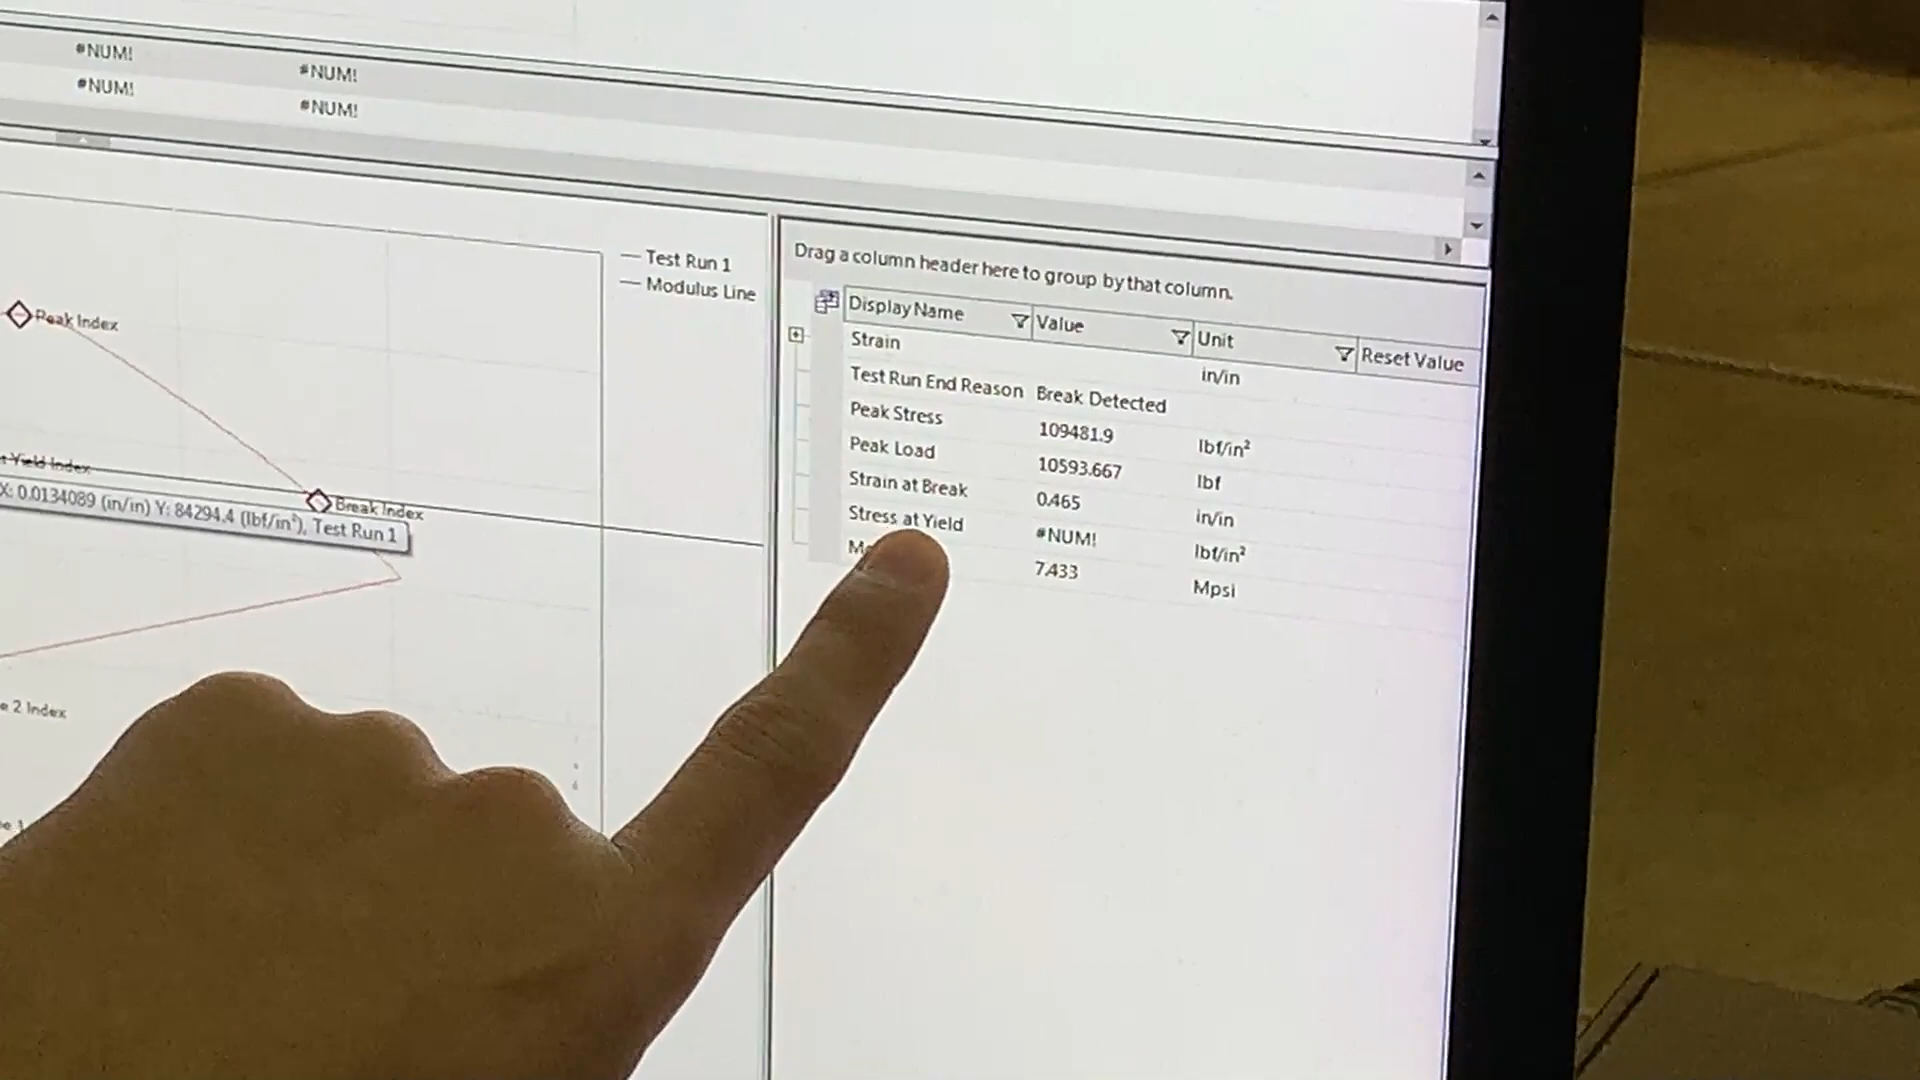 #NUM! #NUM!
#NUM! #NUM!
Test Run 1
Modulus Line
Peak Index
Yield Index
Break Index
X: 0.0134089 (in/in) Y: 84294.4 (lbf/in²), Test Run 1
2 Index
Drag a column header here to group by that column.
Display Name Value Unit Reset Value
Strain in/in
Test Run End Reason Break Detected
Peak Stress 109481.9 lbf/in²
Peak Load 10593.667 lbf
Strain at Break 0.465 in/in
Stress at Yield #NUM! lbf/in²
7.433 Mpsi